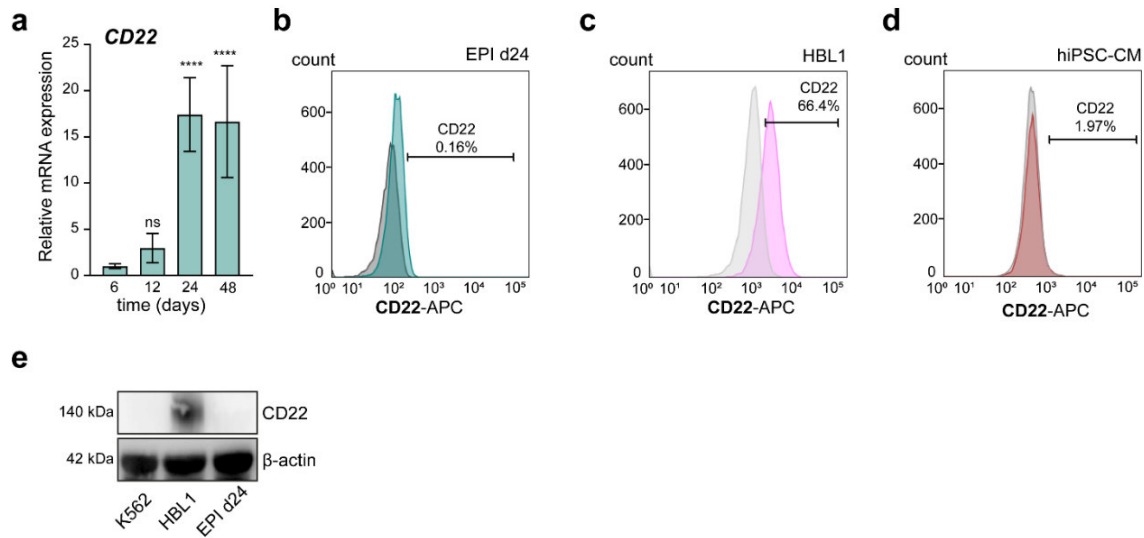 a
CD22
Relative mRNA expression
25
20
15
10
5
0
ns
****
****
6 12 24 48
time (days)
b
count
EPI d24
600
400
200
0
CD22
0.16%
10⁰ 10¹ 10² 10³ 10⁴ 10⁵
CD22-APC
c
count
HBL1
600
400
200
0
CD22
66.4%
10⁰ 10¹ 10² 10³ 10⁴ 10⁵
CD22-APC
d
count
hiPSC-CM
600
400
200
0
CD22
1.97%
10⁰ 10¹ 10² 10³ 10⁴ 10⁵
CD22-APC
e
140 kDa
CD22
42 kDa
β-actin
K562
HBL1
EPI d24